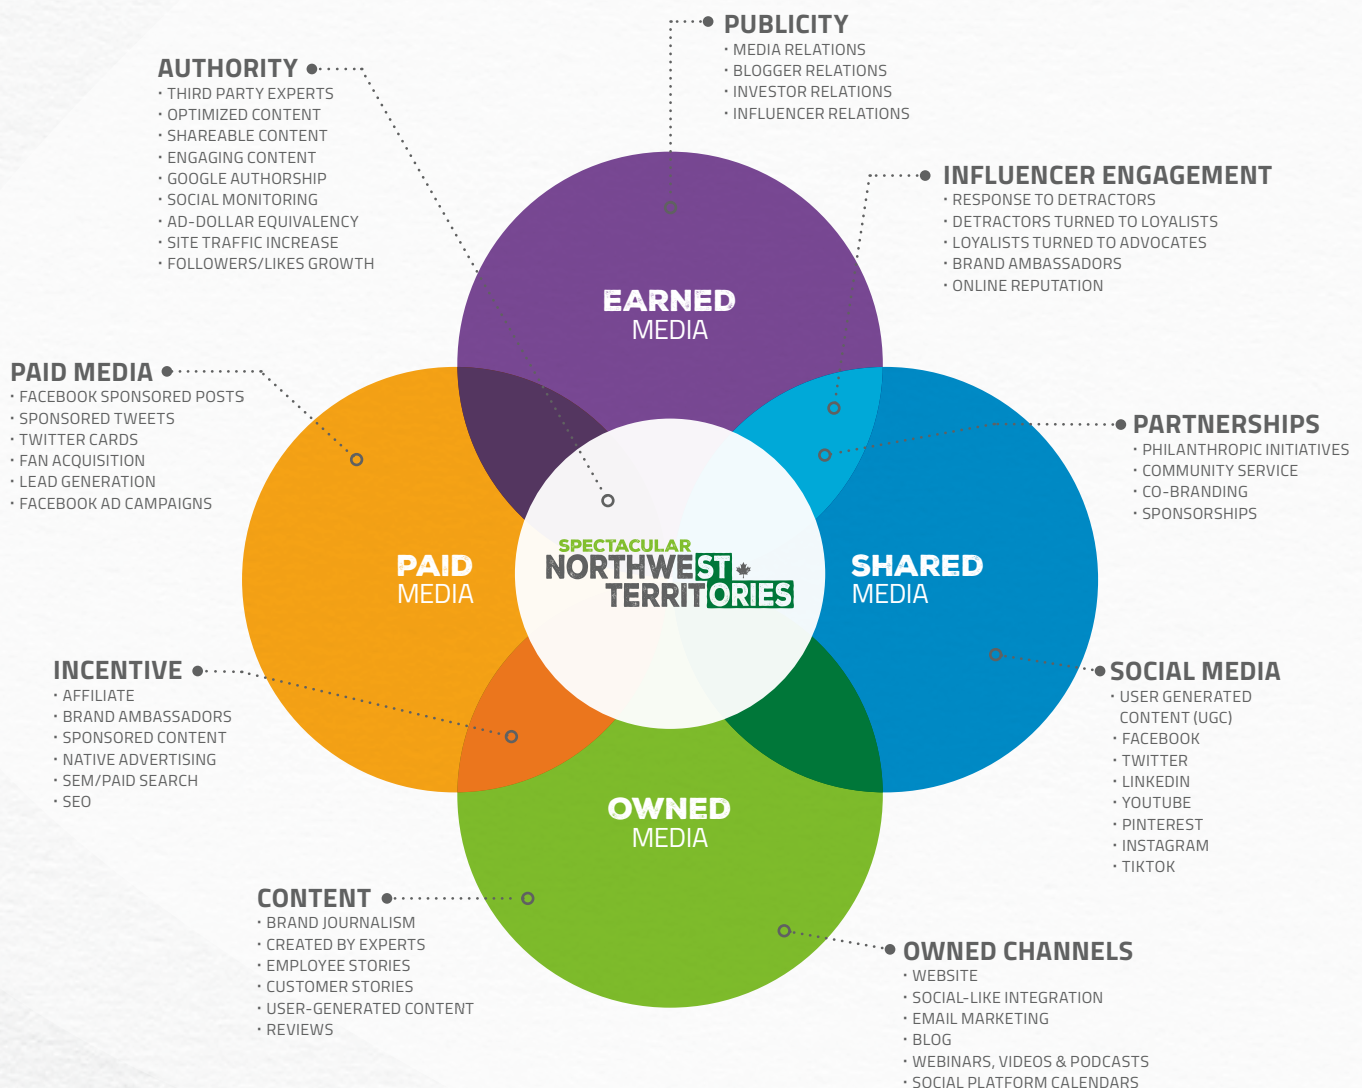 PUBLICITY
· MEDIA RELATIONS
· BLOGGER RELATIONS
· INVESTOR RELATIONS
· INFLUENCER RELATIONS
AUTHORITY
· THIRD PARTY EXPERTS
· OPTIMIZED CONTENT
· SHAREABLE CONTENT
· ENGAGING CONTENT
· GOOGLE AUTHORSHIP
· SOCIAL MONITORING
· AD-DOLLAR EQUIVALENCY
· SITE TRAFFIC INCREASE
· FOLLOWERS/LIKES GROWTH
INFLUENCER ENGAGEMENT
· RESPONSE TO DETRACTORS
· DETRACTORS TURNED TO LOYALISTS
· LOYALISTS TURNED TO ADVOCATES
· BRAND AMBASSADORS
· ONLINE REPUTATION
EARNED
MEDIA
PAID MEDIA
· FACEBOOK SPONSORED POSTS
· SPONSORED TWEETS
· TWITTER CARDS
· FAN ACQUISITION
· LEAD GENERATION
· FACEBOOK AD CAMPAIGNS
PARTNERSHIPS
· PHILANTHROPIC INITIATIVES
· COMMUNITY SERVICE
· CO-BRANDING
· SPONSORSHIPS
PAID
MEDIA
SPECTACULAR
NORTHWEST
TERRITORIES
SHARED
MEDIA
INCENTIVE
· AFFILIATE
· BRAND AMBASSADORS
· SPONSORED CONTENT
· NATIVE ADVERTISING
· SEM/PAID SEARCH
· SEO
SOCIAL MEDIA
· USER GENERATED
CONTENT (UGC)
· FACEBOOK
· TWITTER
· LINKEDIN
· YOUTUBE
· PINTEREST
· INSTAGRAM
· TIKTOK
OWNED
MEDIA
CONTENT
· BRAND JOURNALISM
· CREATED BY EXPERTS
· EMPLOYEE STORIES
· CUSTOMER STORIES
· USER-GENERATED CONTENT
· REVIEWS
OWNED CHANNELS
· WEBSITE
· SOCIAL-LIKE INTEGRATION
· EMAIL MARKETING
· BLOG
· WEBINARS, VIDEOS & PODCASTS
· SOCIAL PLATFORM CALENDARS